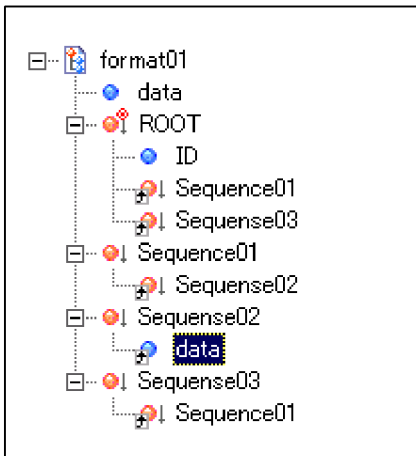 format01
data
ROOT
ID
Sequence01
Sequense03
Sequence01
Sequense02
Sequense02
data
Sequense03
Sequence01